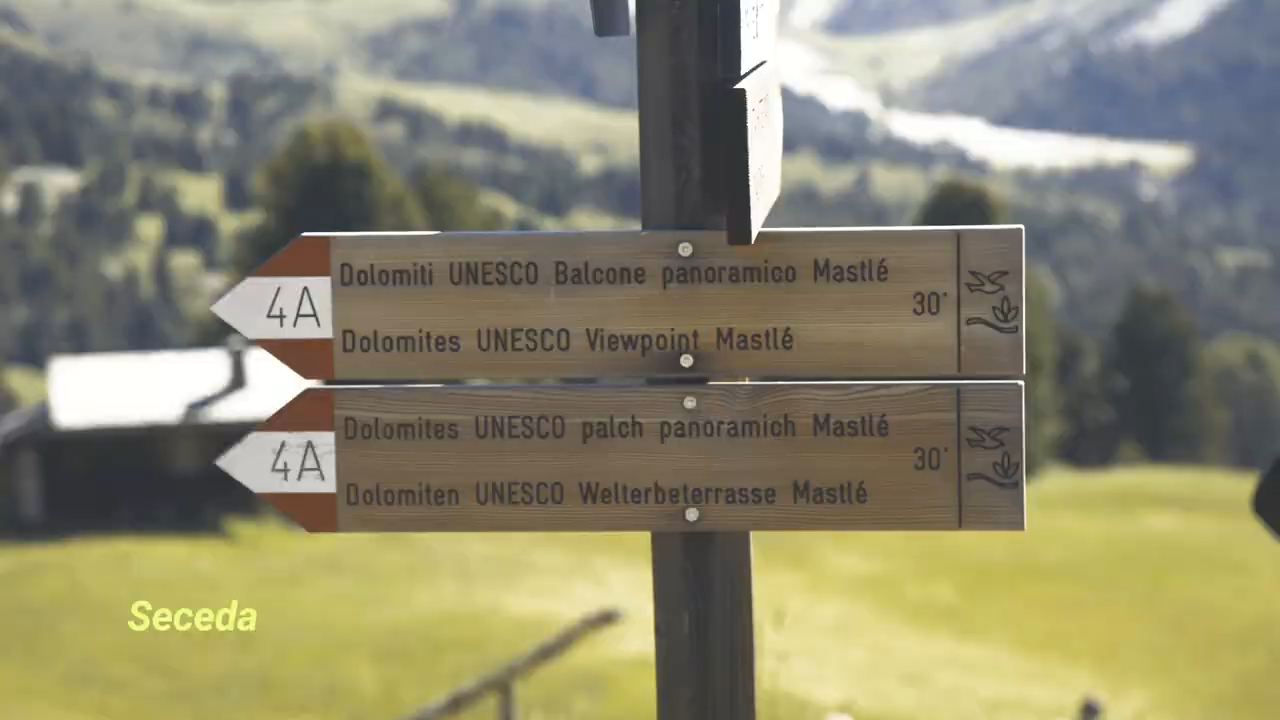 Dolomiti UNESCO Balcone panoramico Mastlé
4A
30'
Dolomites UNESCO Viewpoint Mastlé
Dolomites UNESCO palch panoramich Mastlé
4A
30'
Dolomiten UNESCO Welterbeterrasse Mastlé
Seceda